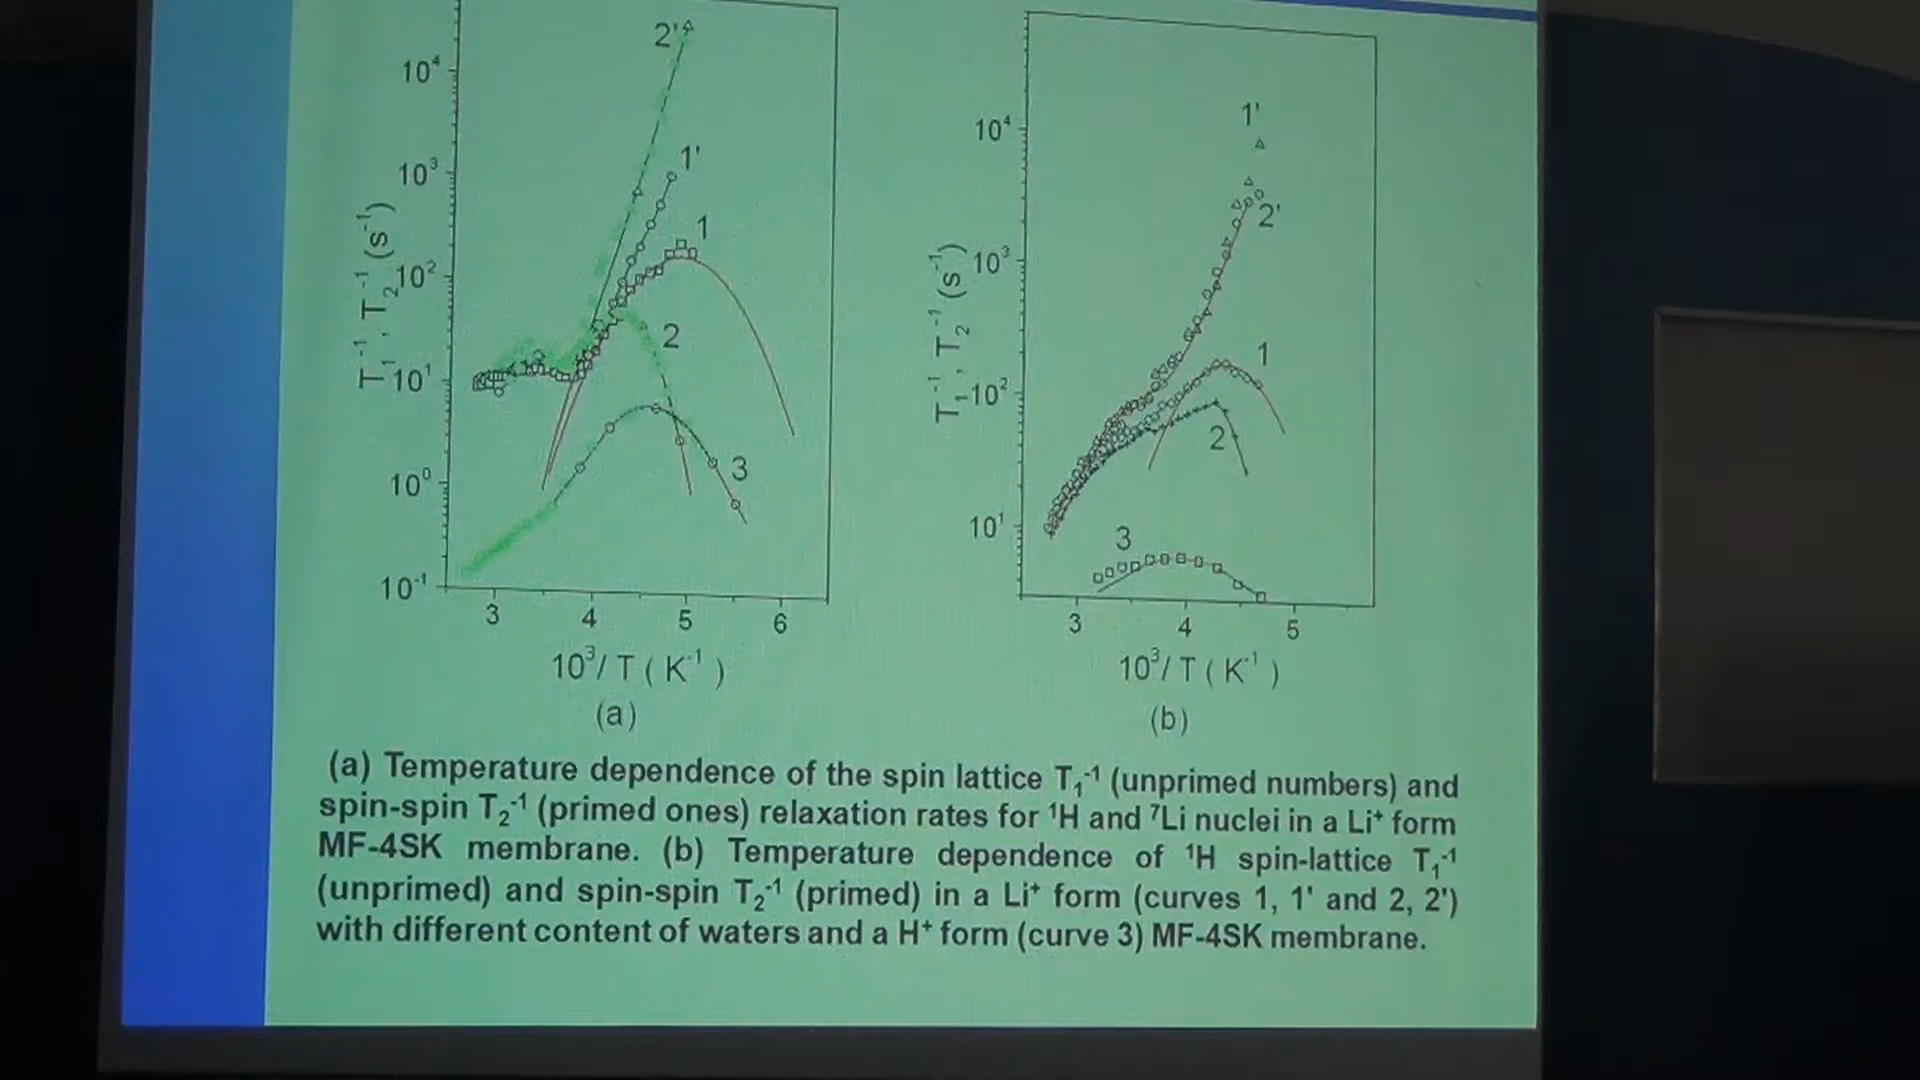 2'
10⁴
1'
10³
1
10²
T₁⁻¹, T₂⁻¹ (s⁻¹)
2
10¹
3
10⁰
10⁻¹
3 4 5 6
10³/ T ( K⁻¹ )
(a)
1'
10⁴
2'
10³
T₁⁻¹, T₂⁻¹ (s⁻¹)
1
10²
2
10¹
3
3 4 5
10³/ T ( K⁻¹ )
(b)
(a) Temperature dependence of the spin lattice T₁⁻¹ (unprimed numbers) and
spin-spin T₂⁻¹ (primed ones) relaxation rates for ¹H and ⁷Li nuclei in a Li⁺ form
MF-4SK membrane. (b) Temperature dependence of ¹H spin-lattice T₁⁻¹
(unprimed) and spin-spin T₂⁻¹ (primed) in a Li⁺ form (curves 1, 1' and 2, 2')
with different content of waters and a H⁺ form (curve 3) MF-4SK membrane.